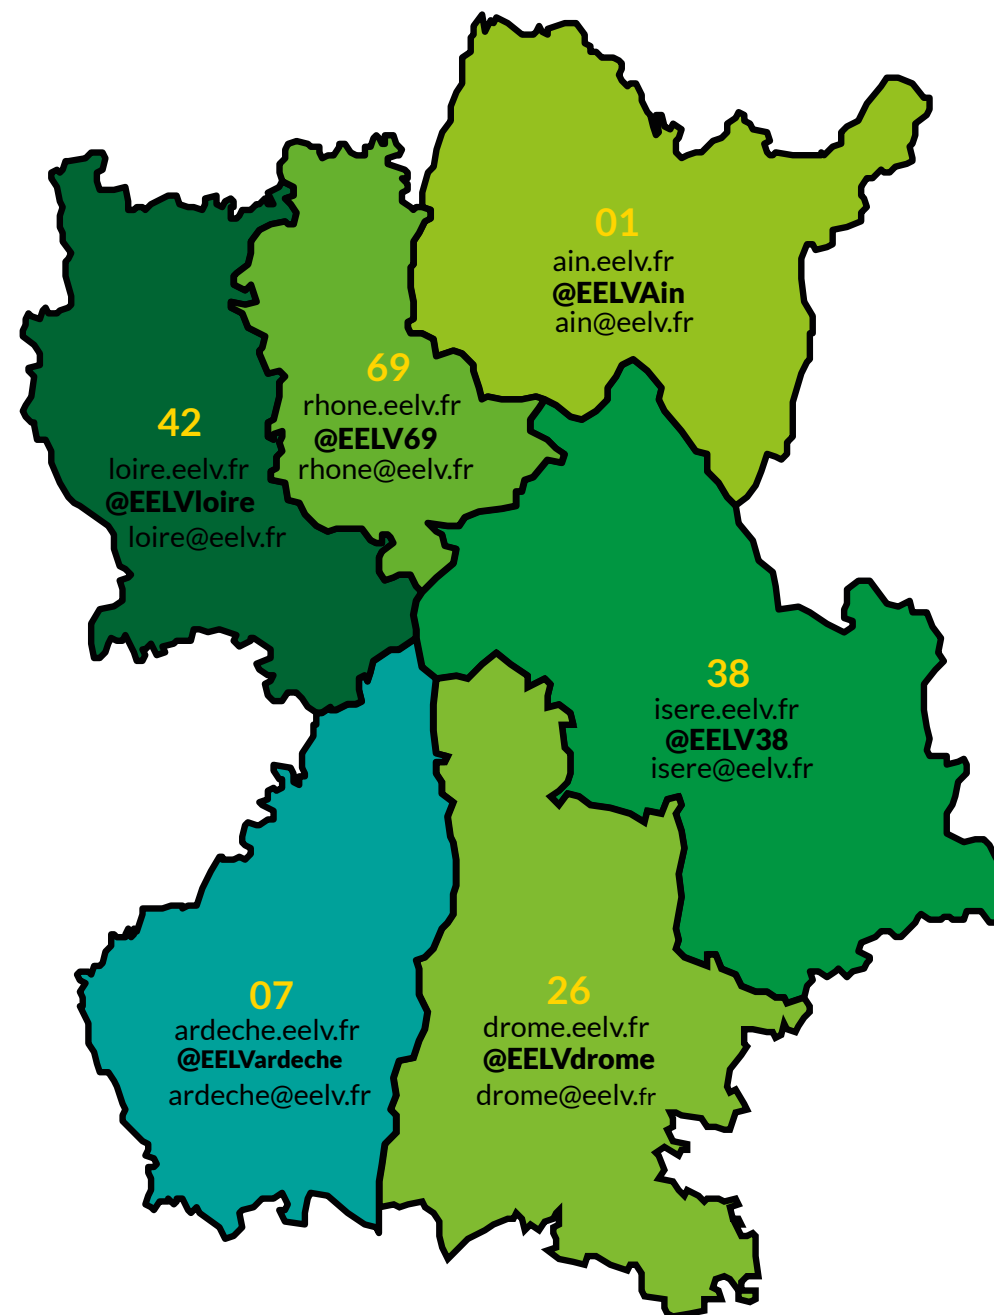 01
ain.eelv.fr
@EELVAin
ain@eelv.fr
69
rhone.eelv.fr
@EELV69
rhone@eelv.fr
42
loire.eelv.fr
@EELVloire
loire@eelv.fr
38
isere.eelv.fr
@EELV38
isere@eelv.fr
07
ardeche.eelv.fr
@EELVardeche
ardeche@eelv.fr
26
drome.eelv.fr
@EELVdrome
drome@eelv.fr